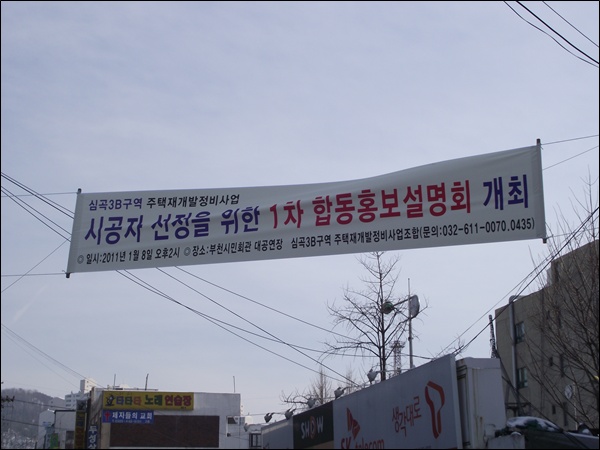 심곡3B구역 주택재개발정비사업
시공자 선정을 위한 1차 합동홍보설명회 개최
◎일시:2011년 1월 8일 오후2시 ◎장소:부천시민회관 대공연장 심곡3B구역 주택재개발정비사업조합(문의:032-611-0070.0435)
노래 연습장
제자들의 교회
SHOW
SK telecom
생각대로